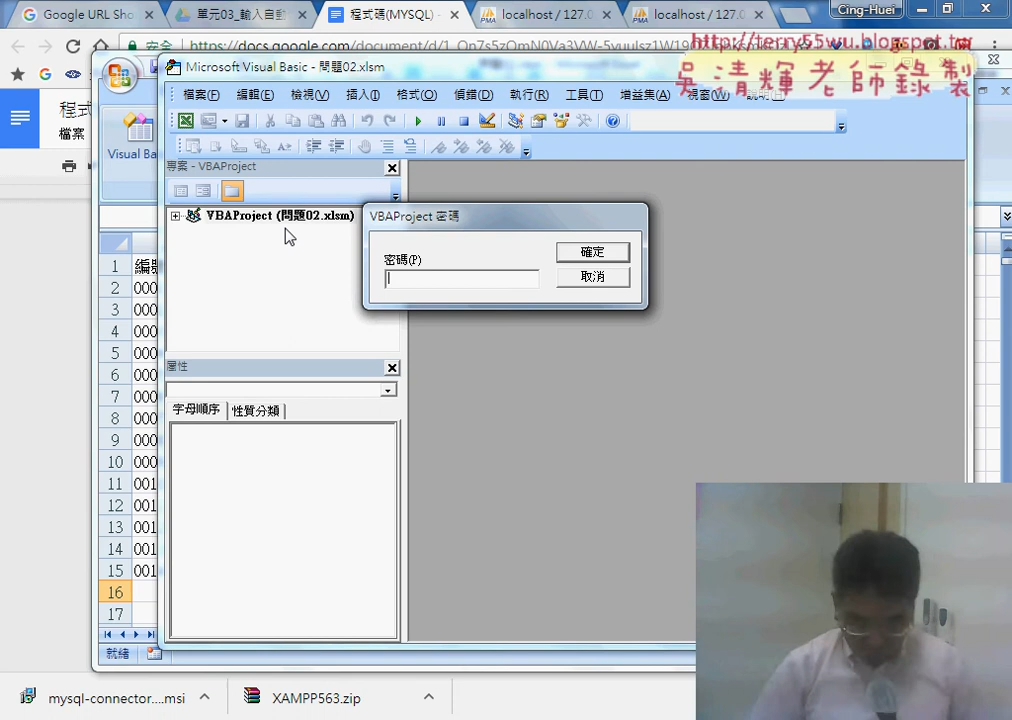 Google URL Sho
單元03_輸入自動
程式碼(MYSQL) -
localhost / 127.0
localhost / 127.0
Cing-Huei
安全
http://terry55wu.blogspot.tw
吳清輝老師錄製
程式
檔案
Microsoft Visual Basic - 問題02.xlsm
檔案(F) 編輯(E) 檢視(V) 插入(I) 格式(O) 偵錯(D) 執行(R) 工具(T) 增益集(A) 視窗(W) 說明(H)
Visual Ba
專案 - VBAProject
VBAProject (問題02.xlsm)
VBAProject 密碼
密碼(P)
確定
取消
屬性
字母順序 性質分類
1 編
2 000
3 000
4 000
5 000
6 000
7 000
8 000
9 000
10 000
11 001
12 001
13 001
14 001
15 001
16
17
就緒
mysql-connector....msi
XAMPP563.zip